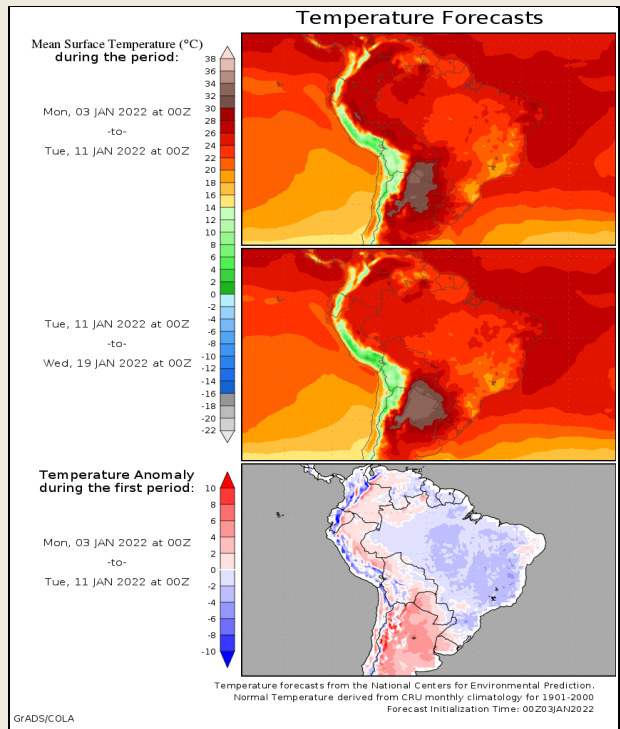 Temperature Forecasts
Mean Surface Temperature (°C)
during the period:
Mon, 03 JAN 2022 at 00Z
-to-
Tue, 11 JAN 2022 at 00Z
38
36
34
32
30
28
26
24
22
20
18
16
14
12
10
8
6
4
2
0
-2
-4
-6
-8
-10
-12
-14
-16
-18
-20
-22
Tue, 11 JAN 2022 at 00Z
-to-
Wed, 19 JAN 2022 at 00Z
Temperature Anomaly
during the first period:
Mon, 03 JAN 2022 at 00Z
-to-
Tue, 11 JAN 2022 at 00Z
10
8
6
4
2
0
-2
-4
-6
-8
-10
Temperature forecasts from the National Centers for Environmental Prediction.
Normal Temperature derived from CRU monthly climatology for 1901-2000
Forecast Initialization Time: 00Z03JAN2022
GrADS/COLA